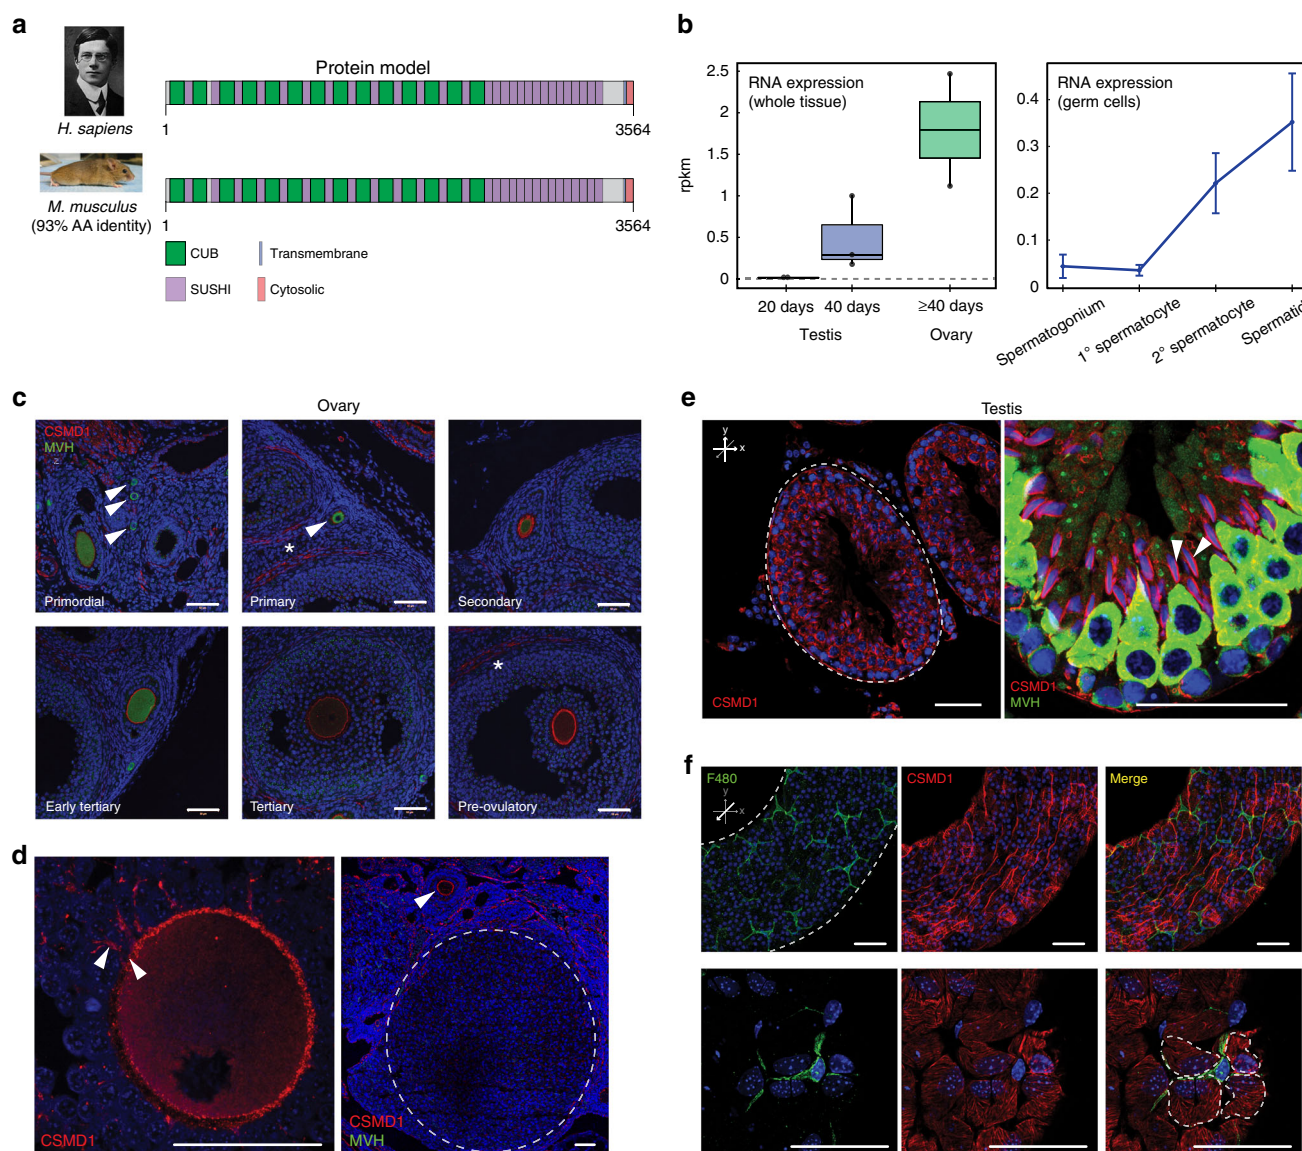 a
H. sapiens
Protein model
1
3564
M. musculus
(93% AA identity)
1
3564
CUB
Transmembrane
SUSHI
Cytosolic
b
rpkm
2.5
2
1.5
1
0.5
0
RNA expression
(whole tissue)
20 days
40 days
≥40 days
Testis
Ovary
0.4
0.3
0.2
0.1
0
RNA expression
(germ cells)
Spermatogonium
1° spermatocyte
2° spermatocyte
Spermatid
c
Ovary
CSMD1
MVH
z
Primordial
*
Primary
Secondary
Early tertiary
Tertiary
*
Pre-ovulatory
d
CSMD1
CSMD1
MVH
e
Testis
y
x
CSMD1
CSMD1
MVH
f
F480
y
x
CSMD1
Merge